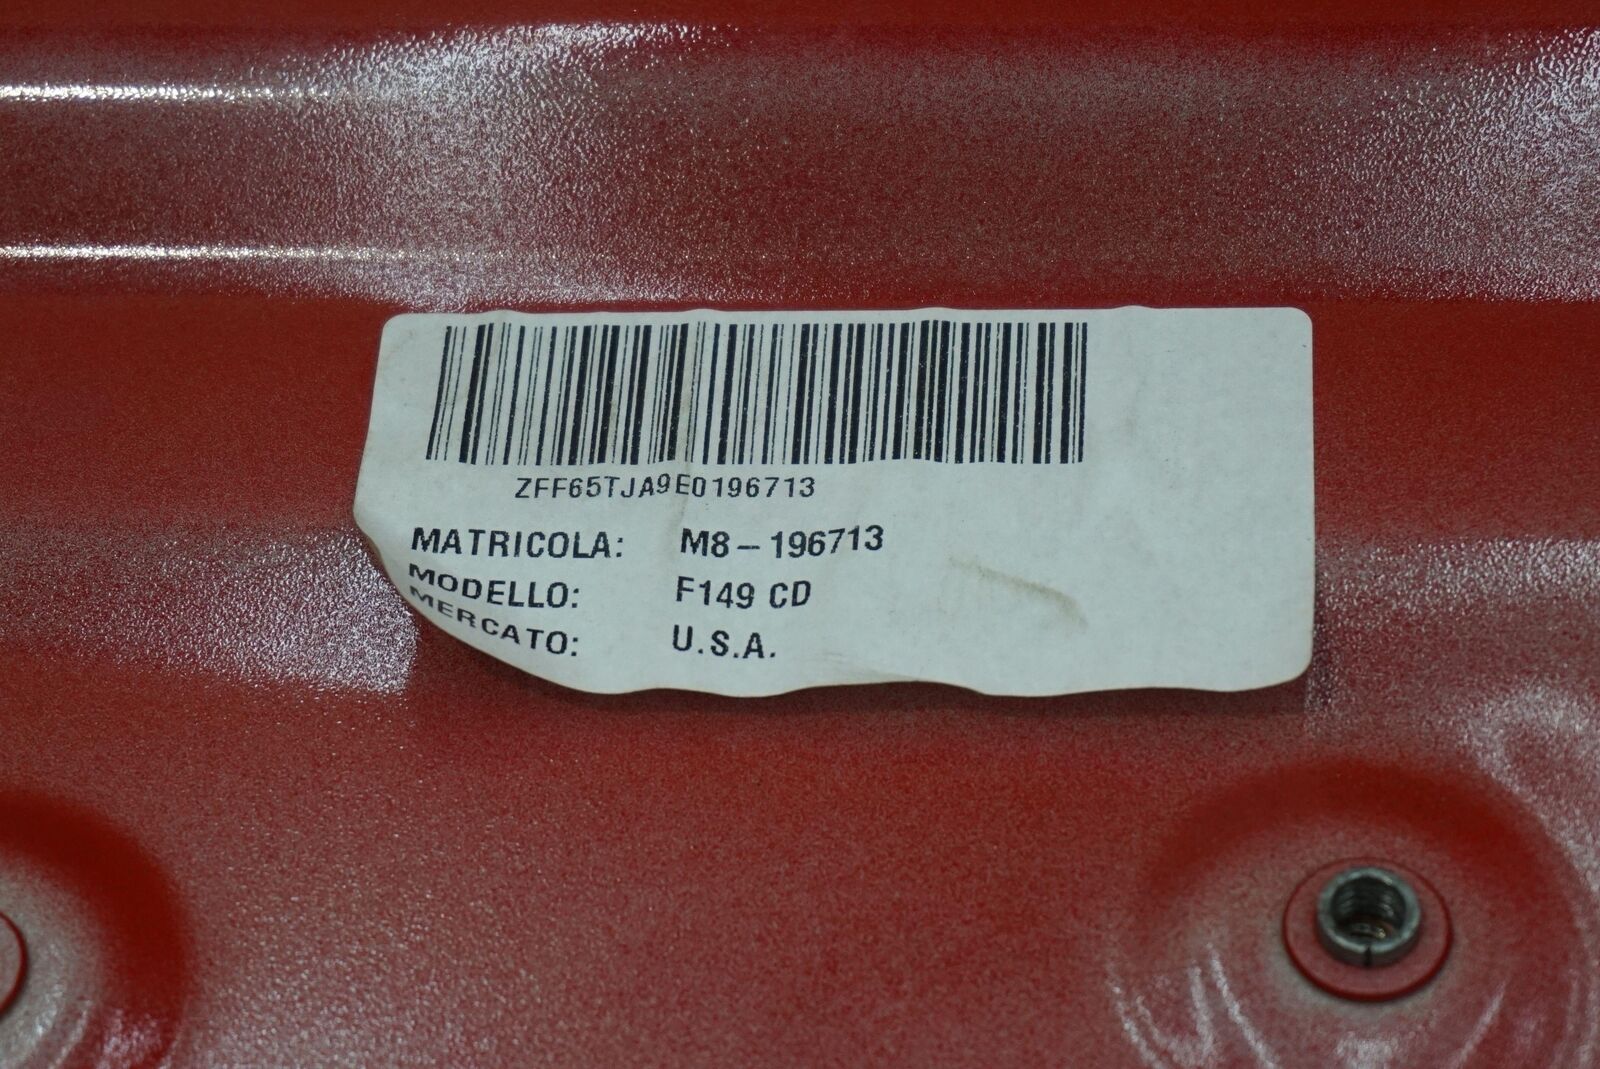 ZFF65TJA9E0196713
MATRICOLA: M8-196713
MODELLO: F149 CD
MERCATO: U.S.A.